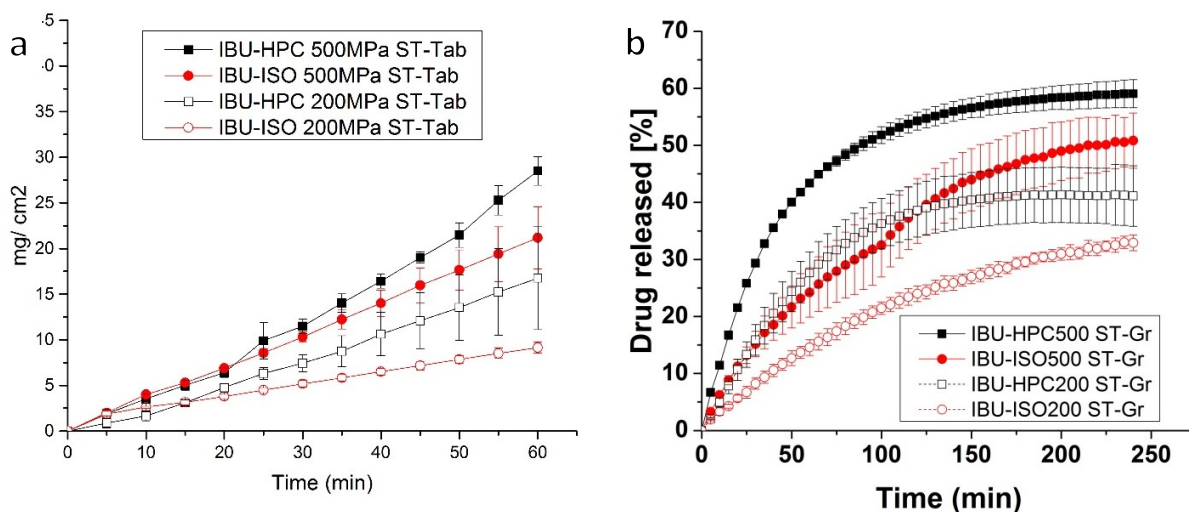 a
-5
-0
-5
30
25
20
15
10
5
0
mg/ cm2
IBU-HPC 500MPa ST-Tab
IBU-ISO 500MPa ST-Tab
IBU-HPC 200MPa ST-Tab
IBU-ISO 200MPa ST-Tab
0 10 20 30 40 50 60
Time (min)
b
70
60
50
40
30
20
10
0
Drug released [%]
IBU-HPC500 ST-Gr
IBU-ISO500 ST-Gr
IBU-HPC200 ST-Gr
IBU-ISO200 ST-Gr
0 50 100 150 200 250
Time (min)